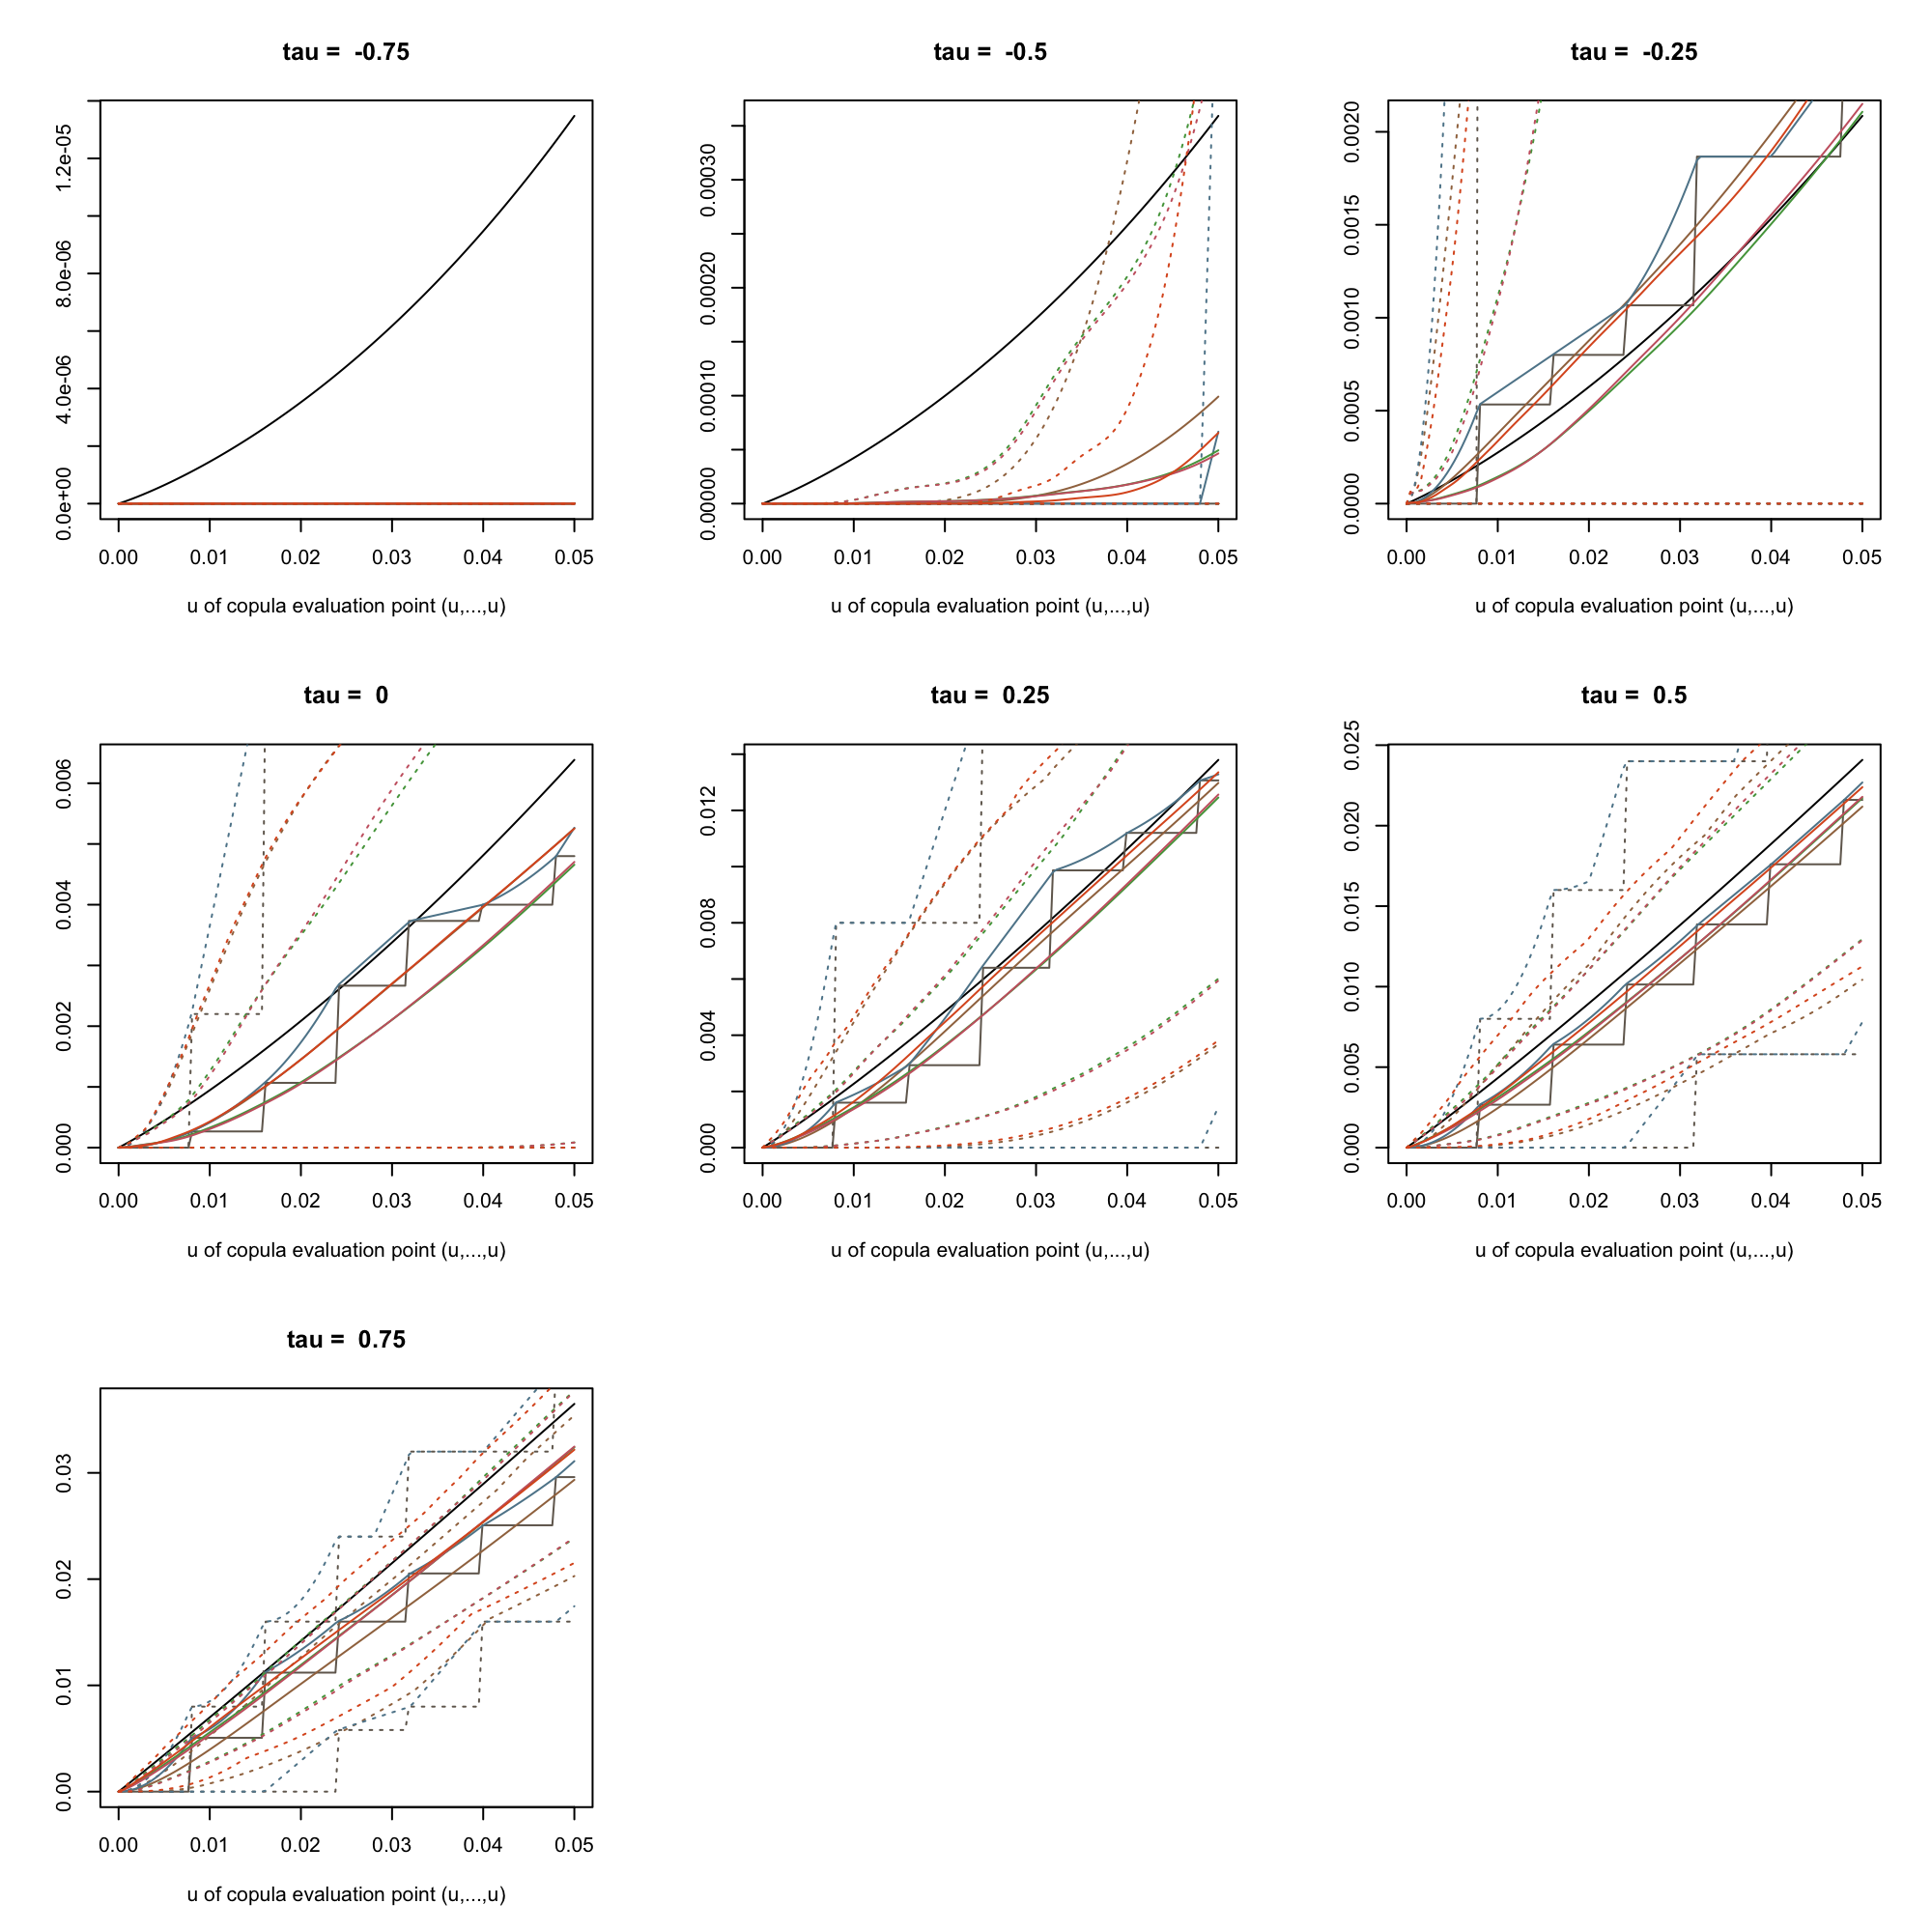 tau =  -0.75
0.0e+00 4.0e-06 8.0e-06 1.2e-05
0.00 0.01 0.02 0.03 0.04 0.05
u of copula evaluation point (u,...,u)
tau =  -0.5
0.00000 0.00010 0.00020 0.00030
0.00 0.01 0.02 0.03 0.04 0.05
u of copula evaluation point (u,...,u)
tau =  -0.25
0.0000 0.0005 0.0010 0.0015 0.0020
0.00 0.01 0.02 0.03 0.04 0.05
u of copula evaluation point (u,...,u)
tau =  0
0.000 0.002 0.004 0.006
0.00 0.01 0.02 0.03 0.04 0.05
u of copula evaluation point (u,...,u)
tau =  0.25
0.000 0.004 0.008 0.012
0.00 0.01 0.02 0.03 0.04 0.05
u of copula evaluation point (u,...,u)
tau =  0.5
0.000 0.005 0.010 0.015 0.020 0.025
0.00 0.01 0.02 0.03 0.04 0.05
u of copula evaluation point (u,...,u)
tau =  0.75
0.00 0.01 0.02 0.03
0.00 0.01 0.02 0.03 0.04 0.05
u of copula evaluation point (u,...,u)